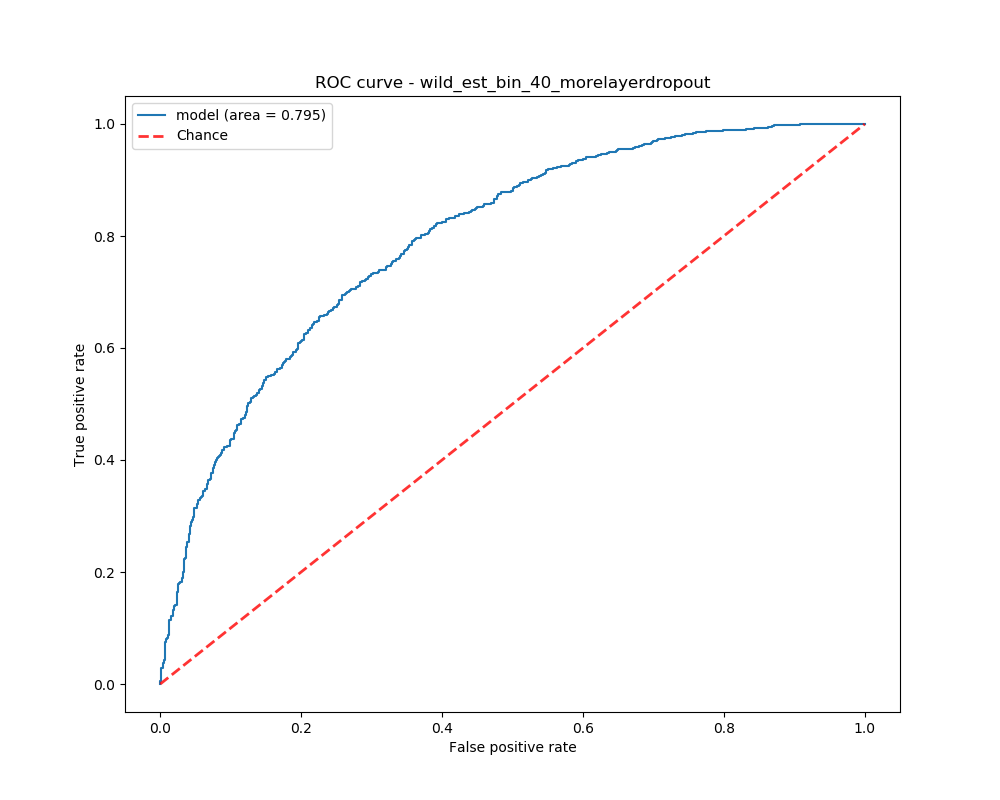 ROC curve - wild_est_bin_40_morelayerdropout
model (area = 0.795)
Chance
True positive rate
1.0
0.8
0.6
0.4
0.2
0.0
0.0 0.2 0.4 0.6 0.8 1.0
False positive rate